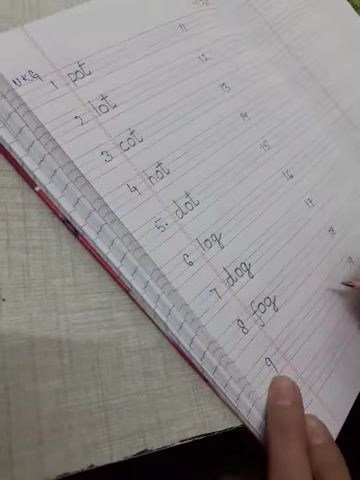 UKG
1 pot
2 lot
3 cot
4 hot
5. dot
6 log
7 dog
8 fog
9
11
12
13
14
15
16
17
18